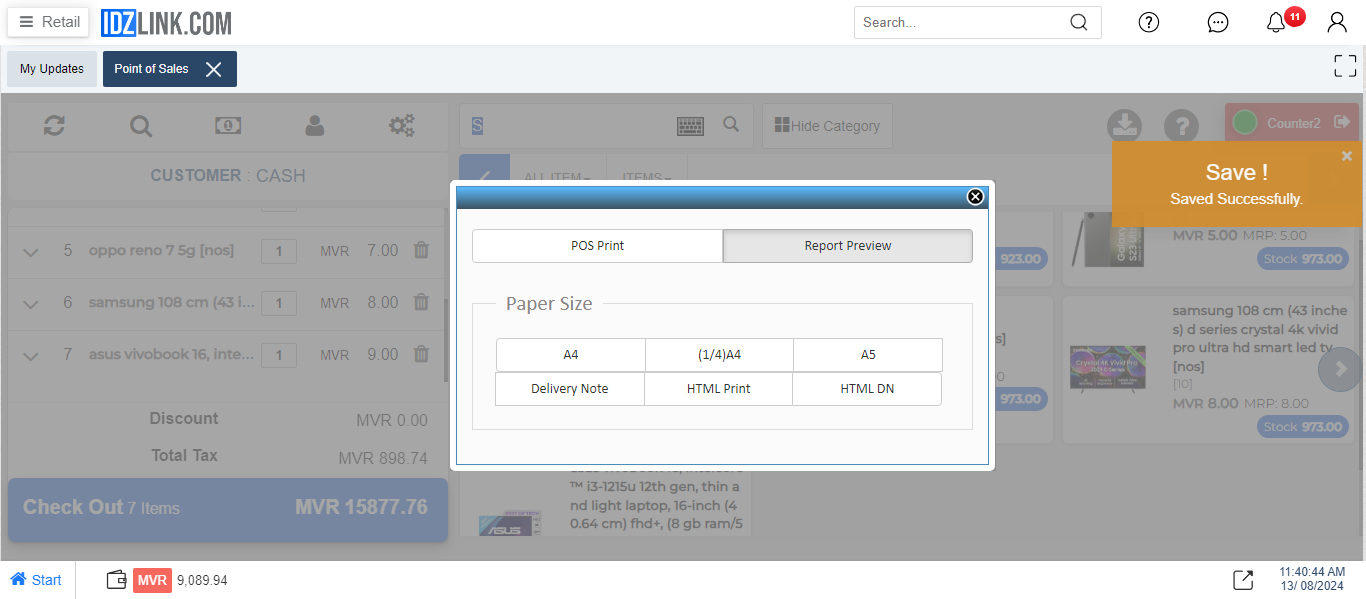 Retail
IDZLINK.COM
Search...
11
My Updates
Point of Sales
S
Hide Category
Counter2
CUSTOMER : CASH
ALL ITEM
ITEMS
Save !
Saved Successfully.
5 oppo reno 7 5g [nos] 1 MVR 7.00
6 samsung 108 cm (43 i... 1 MVR 8.00
7 asus vivobook 16, inte... 1 MVR 9.00
Discount MVR 0.00
Total Tax MVR 898.74
Check Out 7 Items MVR 15877.76
POS Print
Report Preview
Paper Size
A4
(1/4)A4
A5
Delivery Note
HTML Print
HTML DN
923.00
s]
0
973.00
MVR 5.00 MRP: 5.00
Stock 973.00
samsung 108 cm (43 inche
s) d series crystal 4k vivid
pro ultra hd smart led tv
[nos]
[10]
MVR 8.00 MRP: 8.00
Stock 973.00
™ i3-1215u 12th gen, thin a
nd light laptop, 16-inch (4
0.64 cm) fhd+, (8 gb ram/5
ASUS
Start
MVR 9,089.94
11:40:44 AM
13/ 08/2024